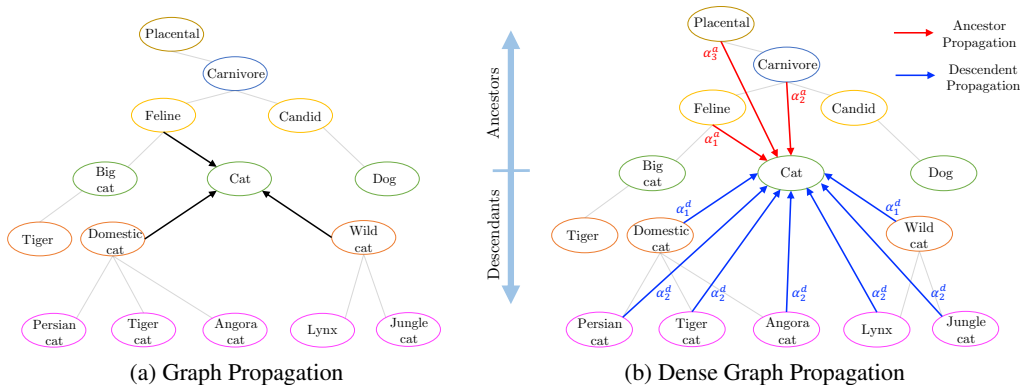 Placental
Carnivore
Feline
Candid
Big
cat
Cat
Dog
Tiger
Domestic
cat
Wild
cat
Persian
cat
Tiger
cat
Angora
cat
Lynx
Jungle
cat
(a) Graph Propagation
Ancestors
Descendants
Placental
α₃ᵃ
Carnivore
α₂ᵃ
Feline
Candid
α₁ᵃ
Big
cat
Cat
Dog
α₁ᵈ
α₁ᵈ
Tiger
Domestic
cat
Wild
cat
α₂ᵈ
α₂ᵈ
α₂ᵈ
α₂ᵈ
α₂ᵈ
Persian
cat
Tiger
cat
Angora
cat
Lynx
Jungle
cat
Ancestor
Propagation
Descendent
Propagation
(b) Dense Graph Propagation